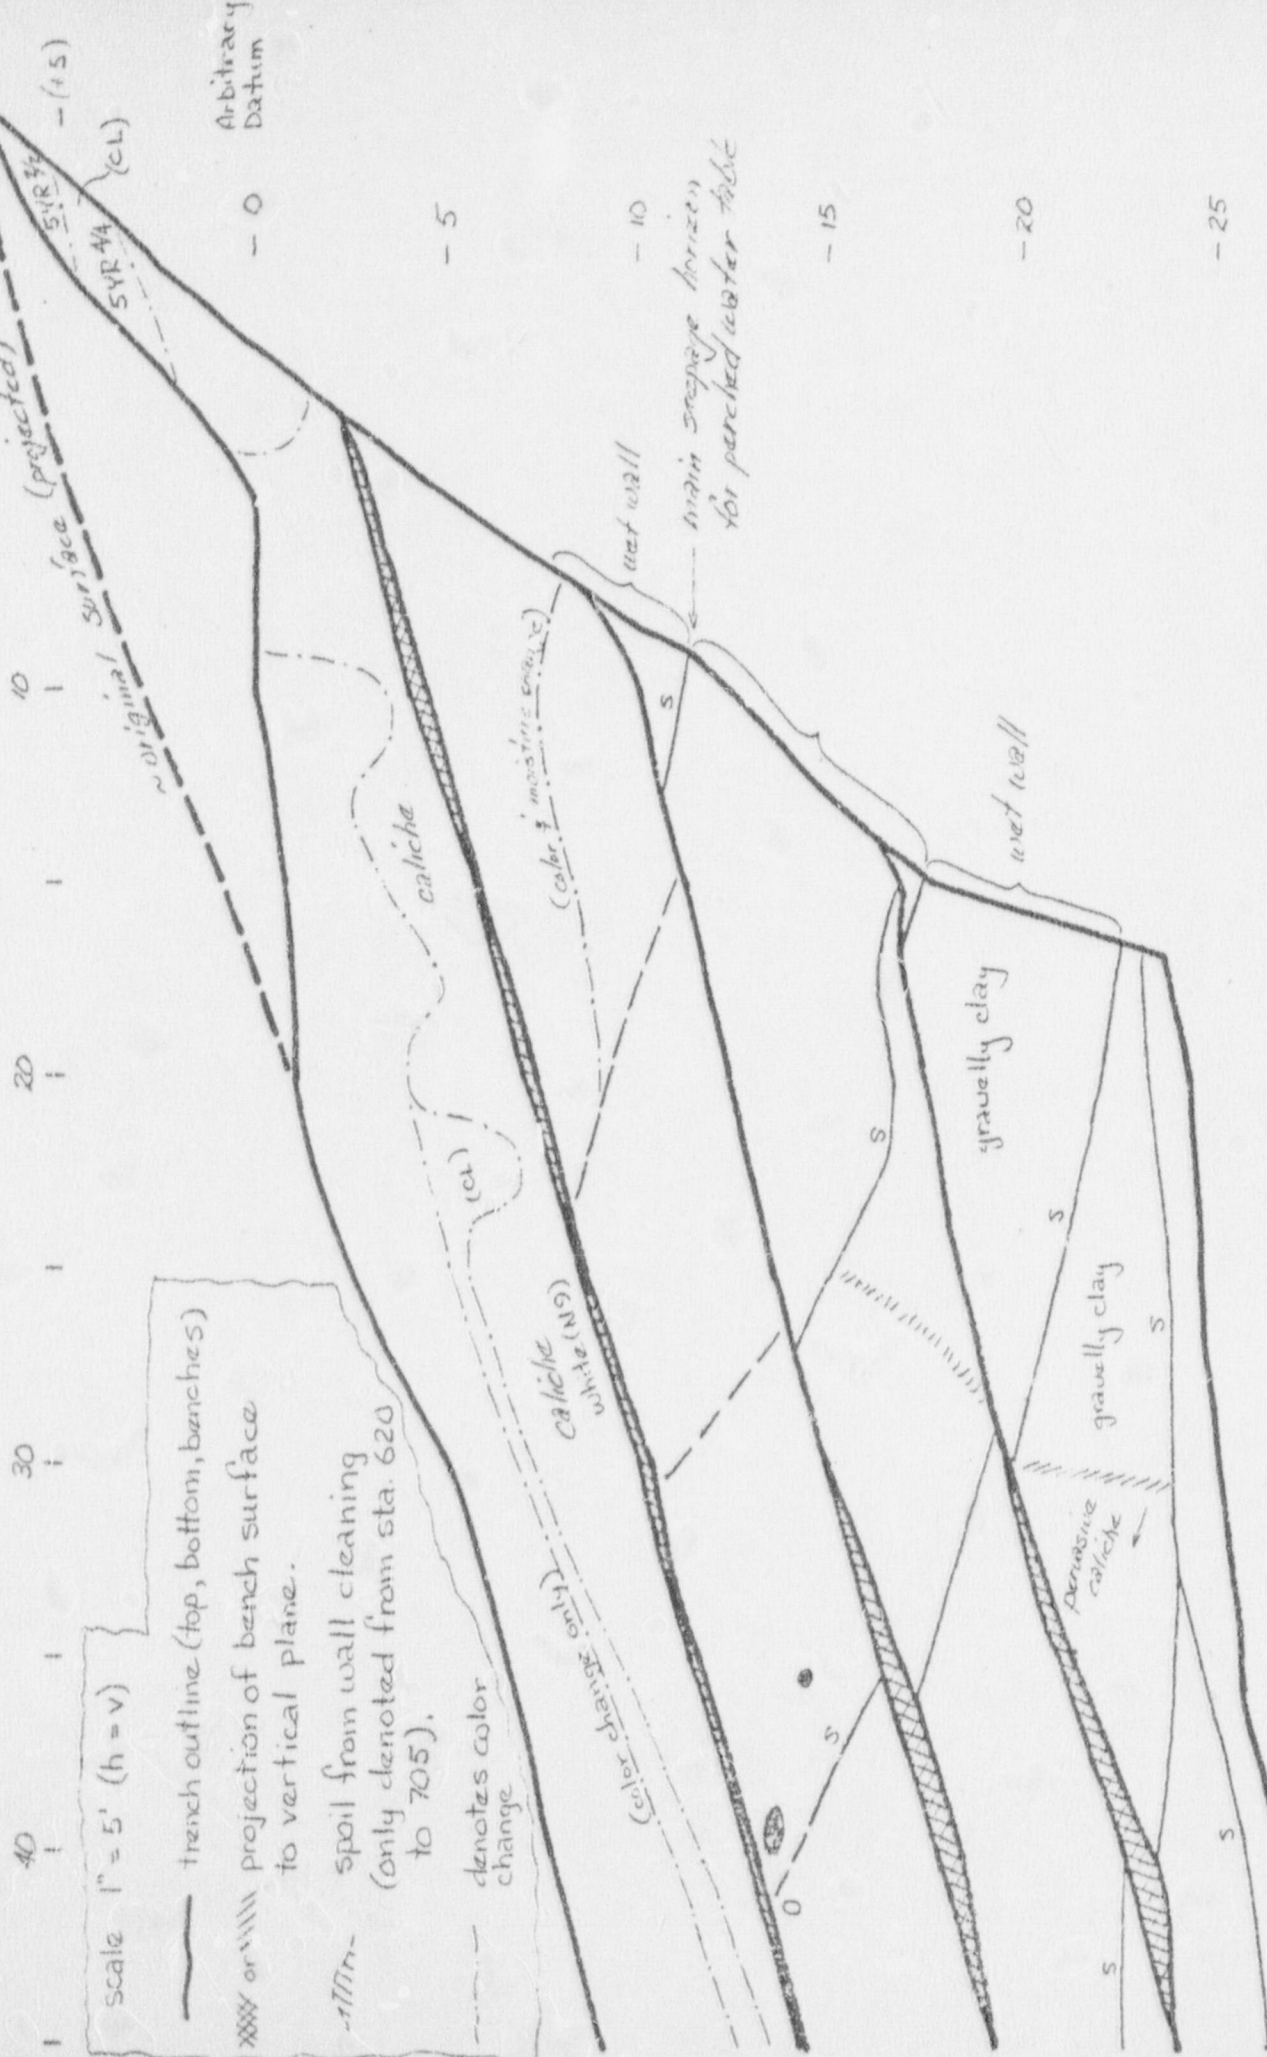 40
30
20
10
scale 1" = 5' (h = v)
trench outline (top, bottom, benches)
or
projection of bench surface
to vertical plane.
spoil from wall cleaning
(only denoted from sta. 620
to 705).
denotes color
change
~ original surface (projected)
5YR
5YR 4/4
(CL)
- (+5)
- 0
Arbitrary
Datum
- 5
- 10
- 15
- 20
- 25
caliche
(CL)
caliche
white (N9)
(color change only)
(color & moisture change)
wet wall
main seepage horizon
for perched water table
wet wall
gravelly clay
gravelly clay
pervasive
caliche
S
S
S
S
S
S
S
O